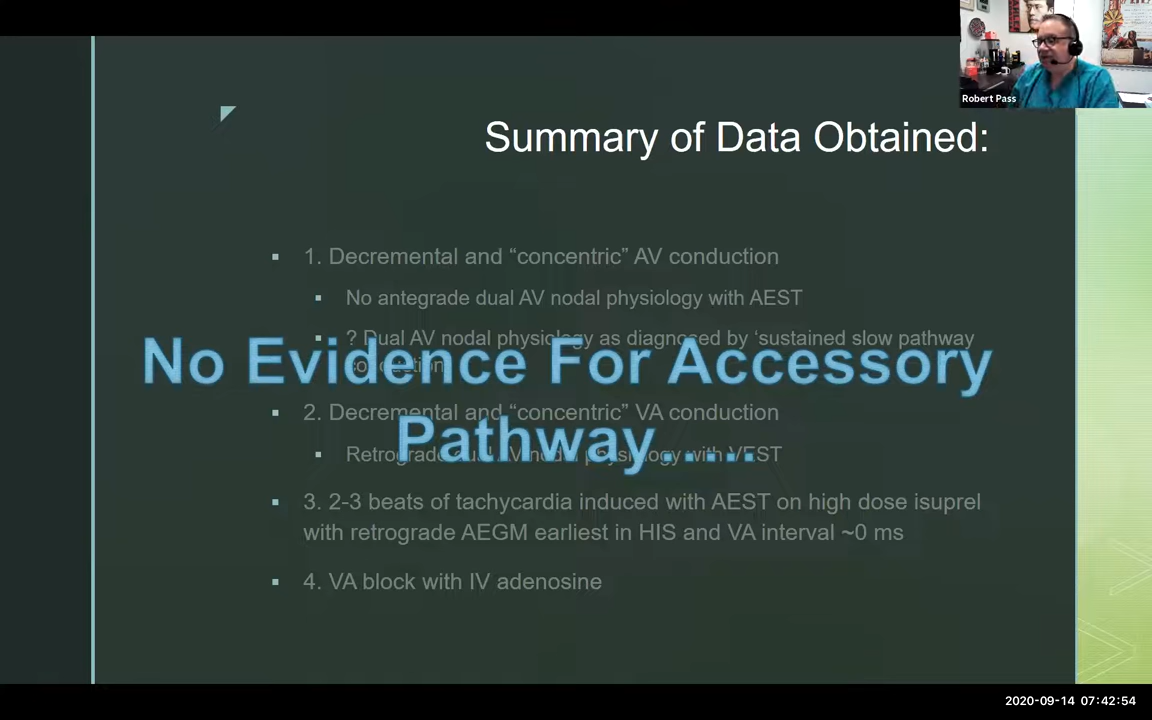 Robert Pass
Summary of Data Obtained:
1. Decremental and “concentric” AV conduction
No antegrade dual AV nodal physiology with AEST
? Dual AV nodal physiology as diagnosed by ‘sustained slow pathway
conduction
No Evidence For Accessory
2. Decremental and “concentric” VA conduction
Pathway.....
Retrograde dual AV nodal physiology with VEST
3. 2-3 beats of tachycardia induced with AEST on high dose isuprel
with retrograde AEGM earliest in HIS and VA interval ~0 ms
4. VA block with IV adenosine
2020-09-14 07:42:54